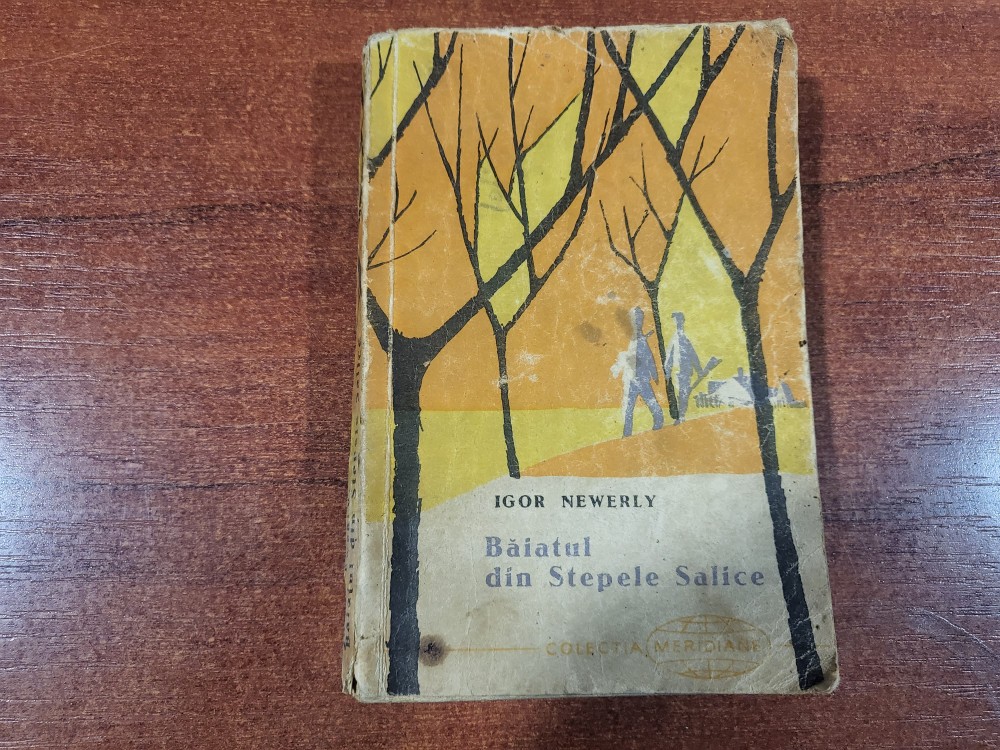 IGOR NEWERLY
Băiatul
din Stepele Salice
COLECȚIA MERIDIANE